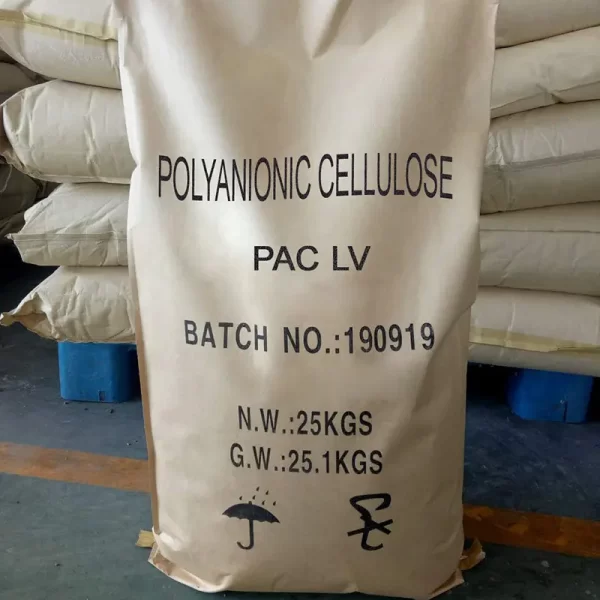 POLYANIONIC CELLULOSE
PAC LV
BATCH NO.:190919
N.W.:25KGS
G.W.:25.1KGS